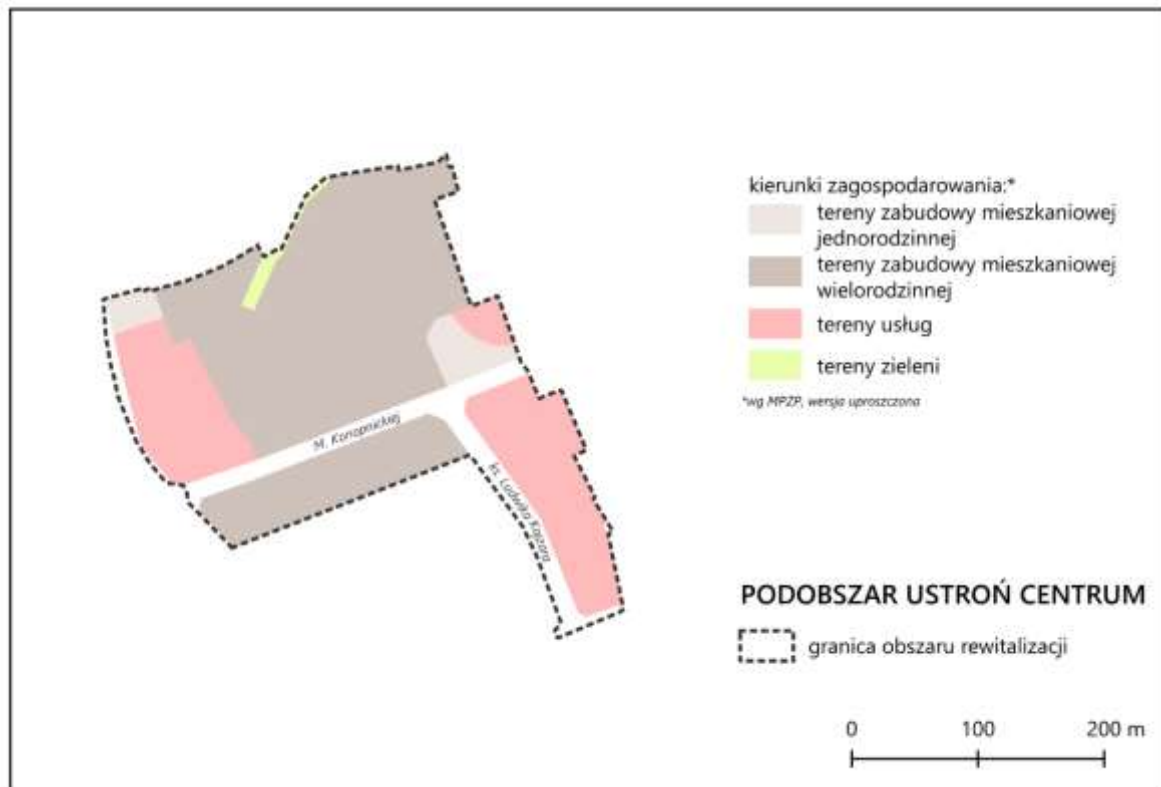 kierunki zagospodarowania:*
tereny zabudowy mieszkaniowej
jednorodzinnej
tereny zabudowy mieszkaniowej
wielorodzinnej
tereny usług
tereny zieleni
*wg MPZP, wersja uproszczona
M. Konopnickiej
ks. Ludwika Kojzara
PODOBSZAR USTROŃ CENTRUM
granica obszaru rewitalizacji
0 100 200 m